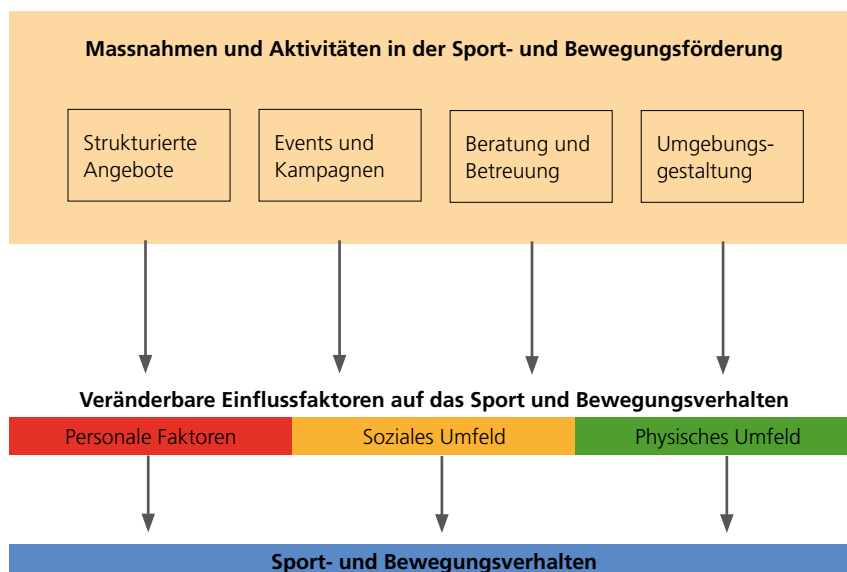 Massnahmen und Aktivitäten in der Sport- und Bewegungsförderung
Strukturierte
Angebote
Events und
Kampagnen
Beratung und
Betreuung
Umgebungs-
gestaltung
Veränderbare Einflussfaktoren auf das Sport und Bewegungsverhalten
Personale Faktoren
Soziales Umfeld
Physisches Umfeld
Sport- und Bewegungsverhalten